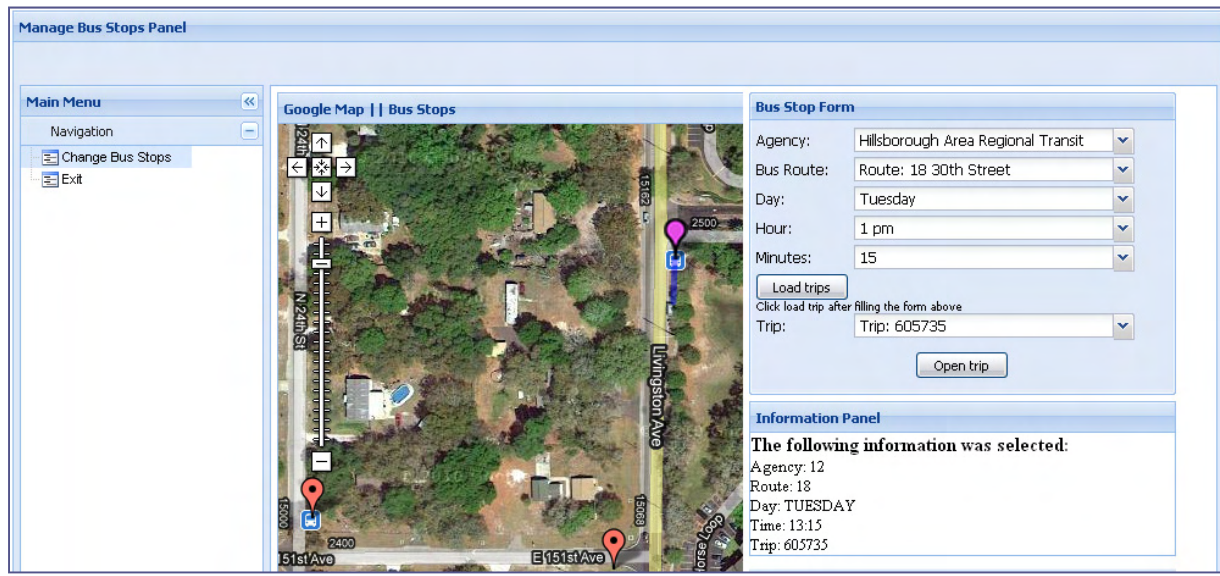 Manage Bus Stops Panel
Main Menu
Navigation
Change Bus Stops
Exit
Google Map || Bus Stops
N 24th St
15162
2500
Livingston Ave
15000
2400
151st Ave
E 151st Ave
15068
Bus Stop Form
Agency: Hillsborough Area Regional Transit
Bus Route: Route: 18 30th Street
Day: Tuesday
Hour: 1 pm
Minutes: 15
Load trips
Click load trip after filling the form above
Trip: Trip: 605735
Open trip
Information Panel
The following information was selected:
Agency: 12
Route: 18
Day: TUESDAY
Time: 13:15
Trip: 605735